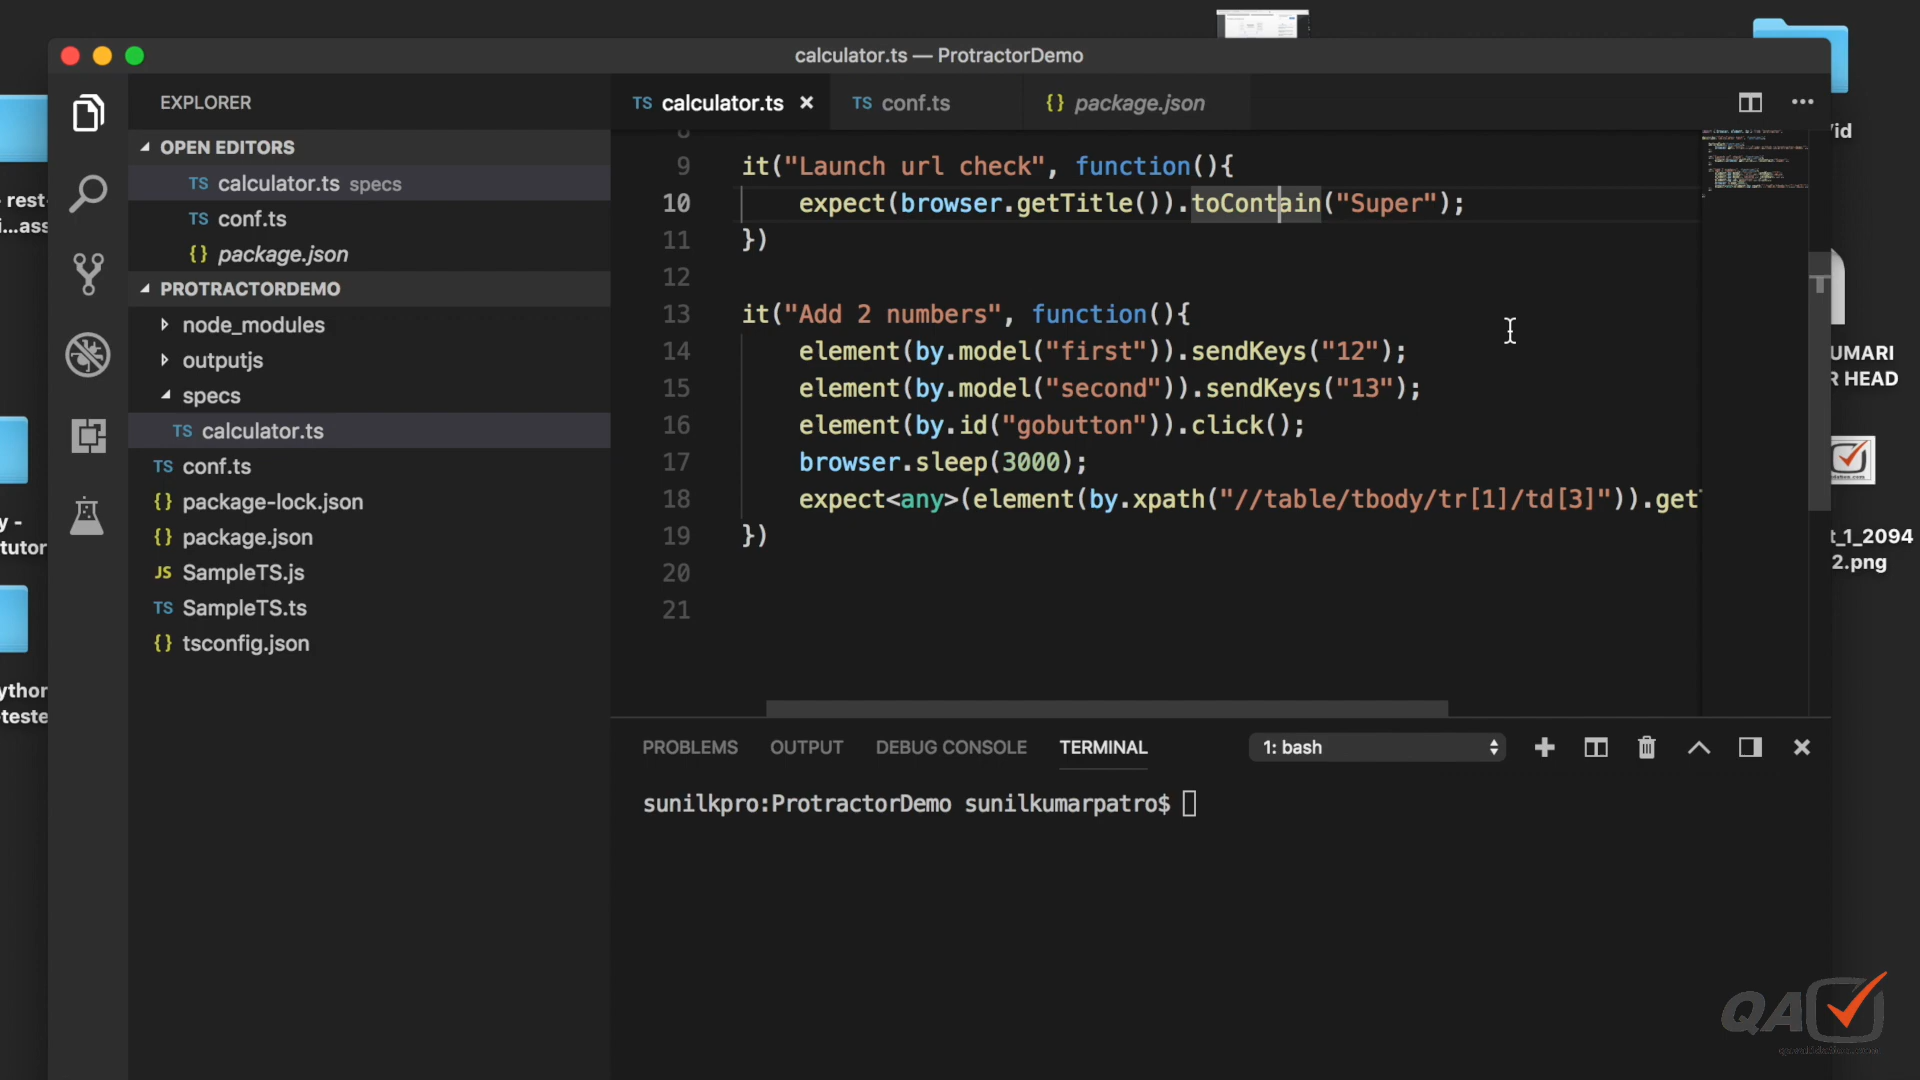 calculator.ts — ProtractorDemo
EXPLORER
OPEN EDITORS
TS calculator.ts specs
TS conf.ts
{} package.json
PROTRACTORDEMO
node_modules
outputjs
specs
TS calculator.ts
TS conf.ts
{} package-lock.json
{} package.json
JS SampleTS.js
TS SampleTS.ts
{} tsconfig.json
TS calculator.ts × TS conf.ts {} package.json
9 it("Launch url check", function(){
10 expect(browser.getTitle()).toContain("Super");
11 })
12
13 it("Add 2 numbers", function(){
14 element(by.model("first")).sendKeys("12");
15 element(by.model("second")).sendKeys("13");
16 element(by.id("gobutton")).click();
17 browser.sleep(3000);
18 expect<any>(element(by.xpath("//table/tbody/tr[1]/td[3]")).get
19 })
20
21
PROBLEMS OUTPUT DEBUG CONSOLE TERMINAL 1: bash
sunilkpro:ProtractorDemo sunilkumarpatro$
rest-
i...ass
y -
tutor
ython
teste
id
UMARI
R HEAD
t_1_2094
2.png
QA